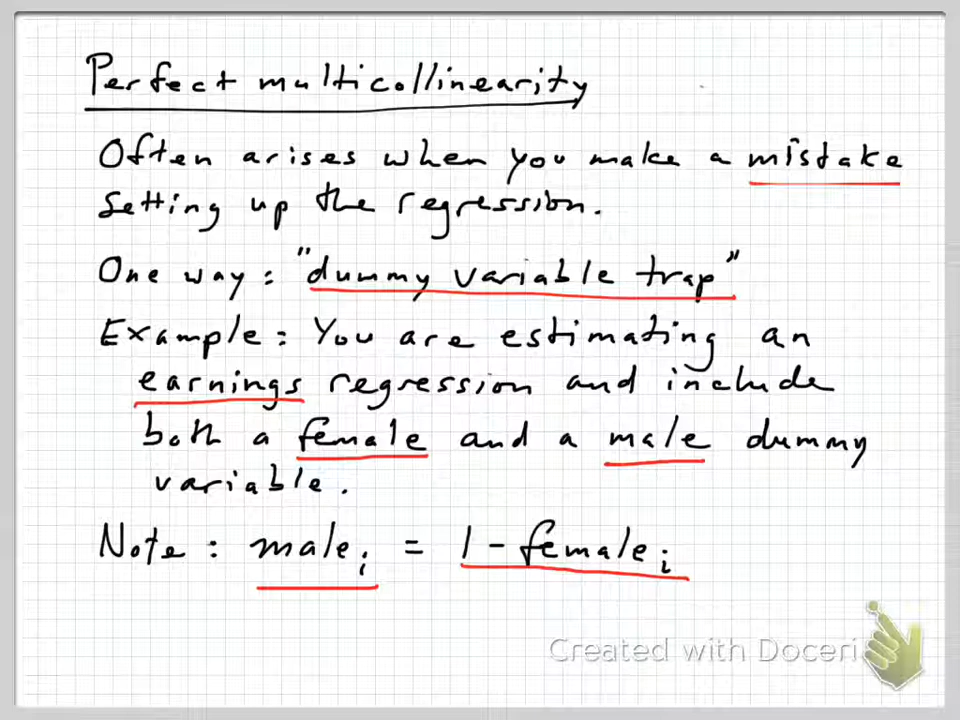 Perfect multicollinearity
Often arises when you make a mistake
setting up the regression.
One way: "dummy variable trap"
Example: You are estimating an
earnings regression and include
both a female and a male dummy
variable.
Note: maleᵢ = 1 - femaleᵢ
Created with Doceri